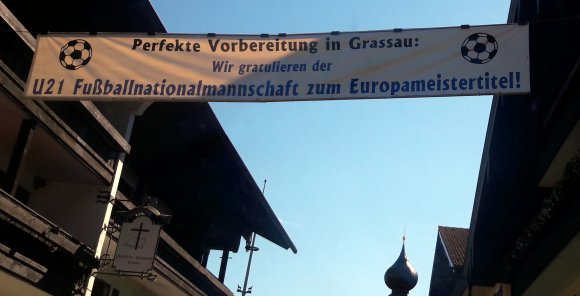 Perfekte Vorbereitung in Grassau:
Wir gratulieren der
U21 Fußballnationalmannschaft zum Europameistertitel!